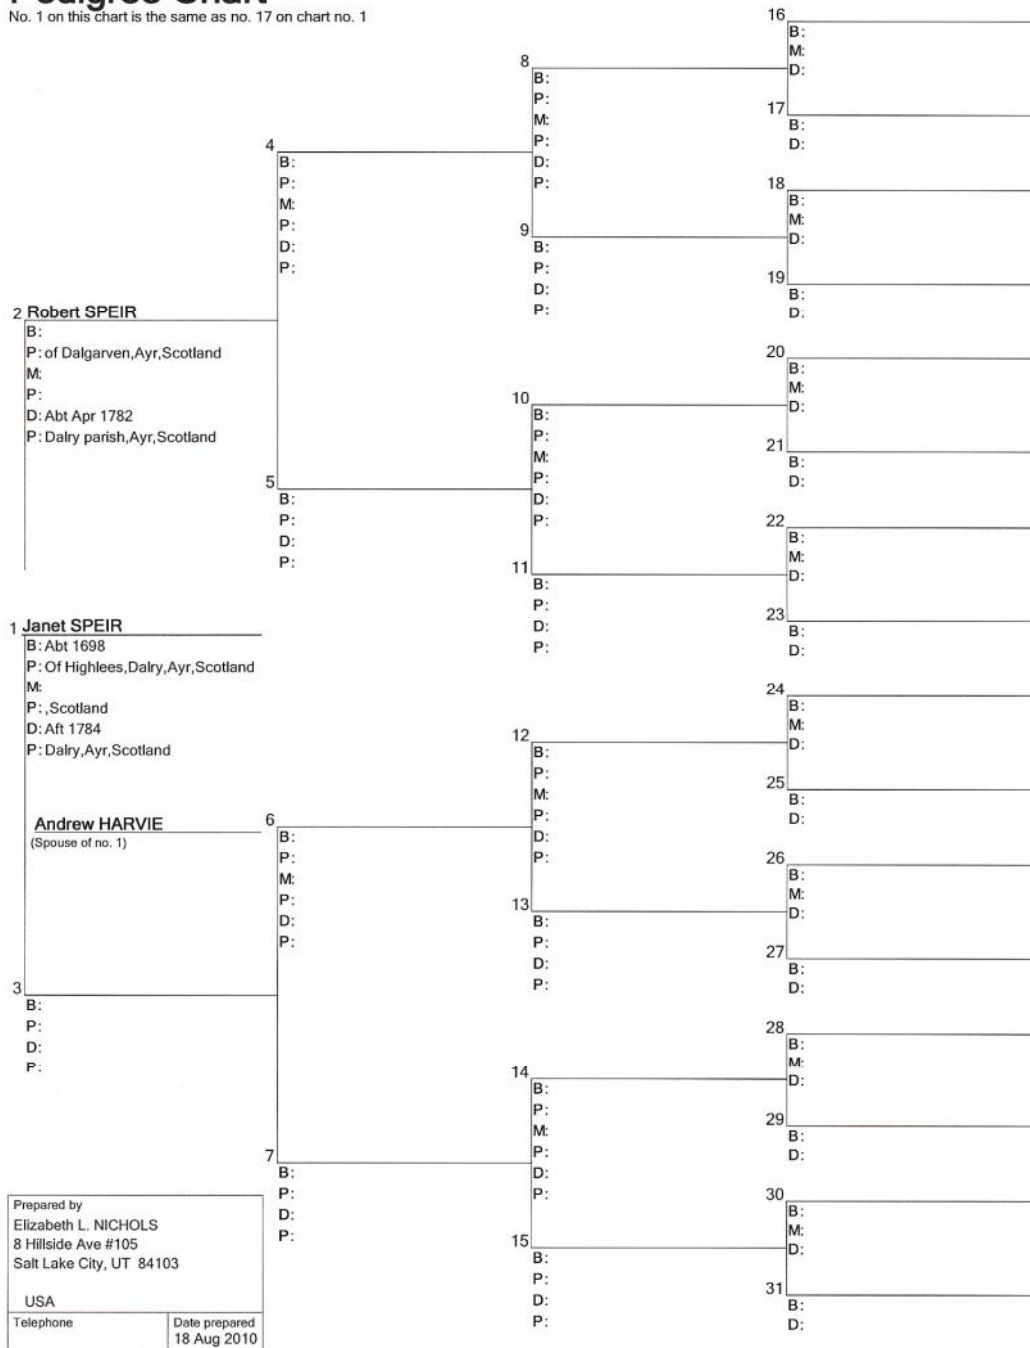 Pedigree Chart
No. 1 on this chart is the same as no. 17 on chart no. 1
2 Robert SPEIR
B:
P: of Dalgarven,Ayr,Scotland
M:
P:
D: Abt Apr 1782
P: Dalry parish,Ayr,Scotland
1 Janet SPEIR
B: Abt 1698
P: Of Highlees,Dalry,Ayr,Scotland
M:
P: ,Scotland
D: Aft 1784
P: Dalry,Ayr,Scotland
Andrew HARVIE
(Spouse of no. 1)
3
B:
P:
D:
P:
Prepared by
Elizabeth L. NICHOLS
8 Hillside Ave #105
Salt Lake City, UT 84103
USA
Telephone
Date prepared
18 Aug 2010
4
B:
P:
M:
P:
D:
P:
5
B:
P:
D:
P:
6
B:
P:
M:
P:
D:
P:
7
B:
P:
D:
P:
8
B:
P:
M:
P:
D:
P:
9
B:
P:
D:
P:
10
B:
P:
M:
P:
D:
P:
11
B:
P:
D:
P:
12
B:
P:
M:
P:
D:
P:
13
B:
P:
D:
P:
14
B:
P:
M:
P:
D:
P:
15
B:
P:
D:
P:
16
B:
M:
D:
17
B:
D:
18
B:
M:
D:
19
B:
D:
20
B:
M:
D:
21
B:
D:
22
B:
M:
D:
23
B:
D:
24
B:
M:
D:
25
B:
D:
26
B:
M:
D:
27
B:
D:
28
B:
M:
D:
29
B:
D:
30
B:
M:
D:
31
B:
D: